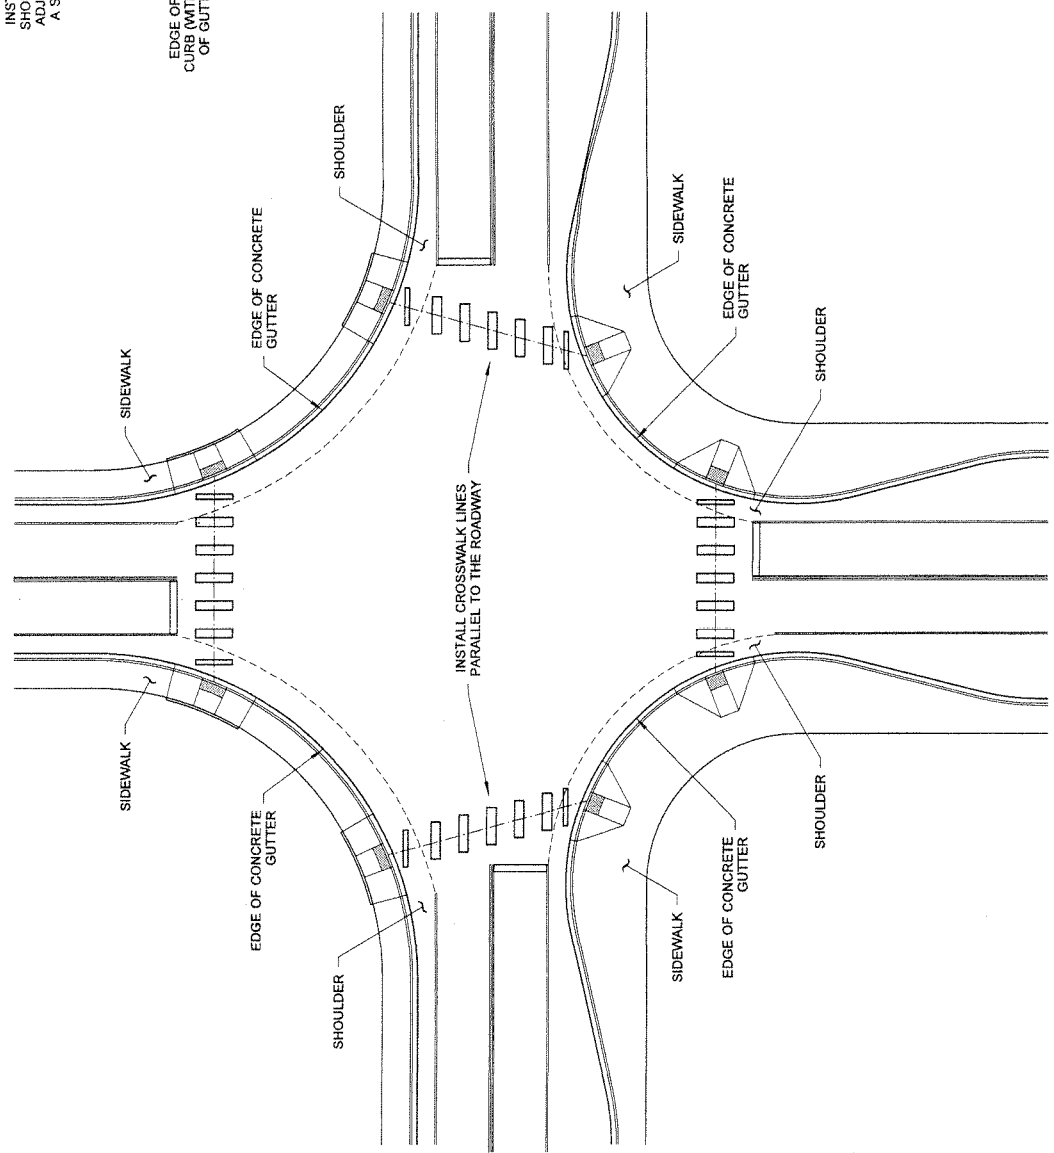 INST
SHO
ADJ
A S
SIDEWALK
SIDEWALK
EDGE OF
CURB (WIT
OF GUTT
EDGE OF CONCRETE
GUTTER
EDGE OF CONCRETE
GUTTER
SHOULDER
SHOULDER
INSTALL CROSSWALK LINES
PARALLEL TO THE ROADWAY
SIDEWALK
SIDEWALK
EDGE OF CONCRETE
GUTTER
EDGE OF CONCRETE
GUTTER
SHOULDER
SHOULDER